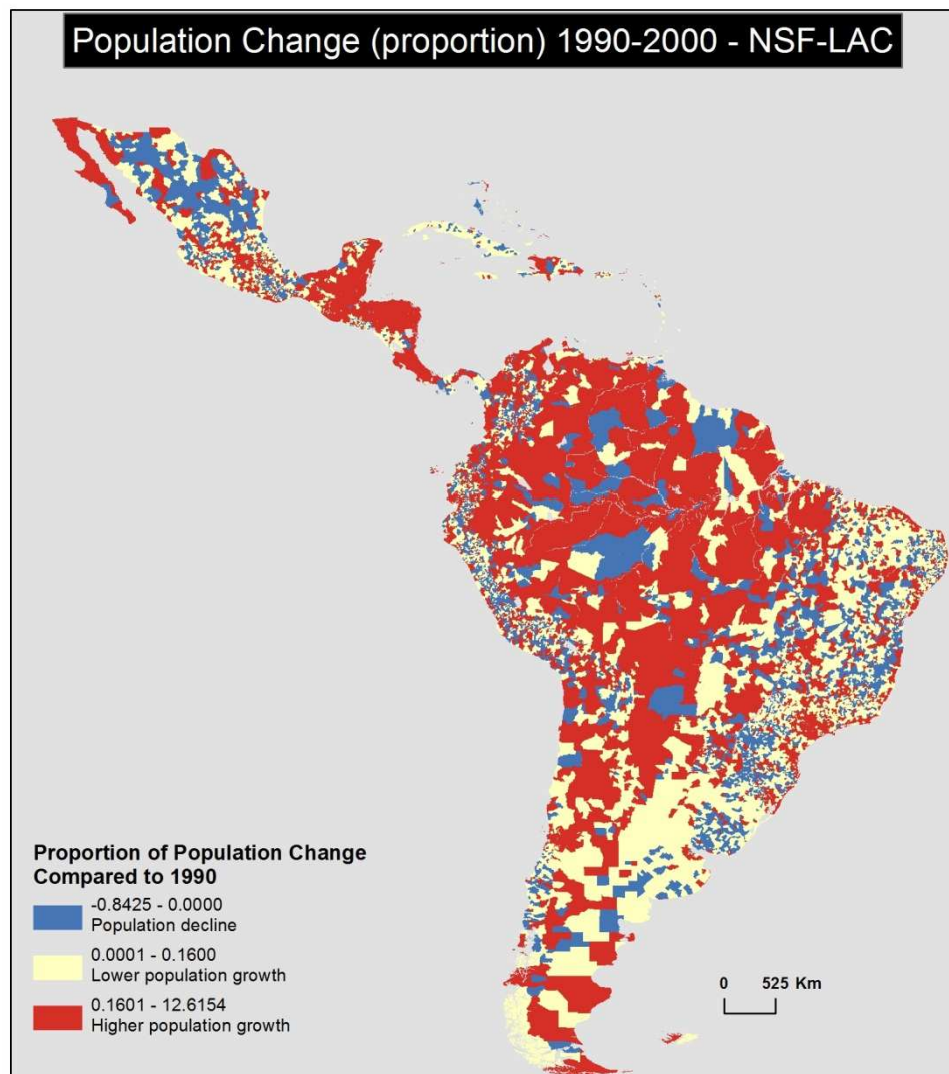 Population Change (proportion) 1990-2000 - NSF-LAC
Proportion of Population Change
Compared to 1990
-0.8425 - 0.0000
Population decline
0.0001 - 0.1600
Lower population growth
0.1601 - 12.6154
Higher population growth
0 525 Km